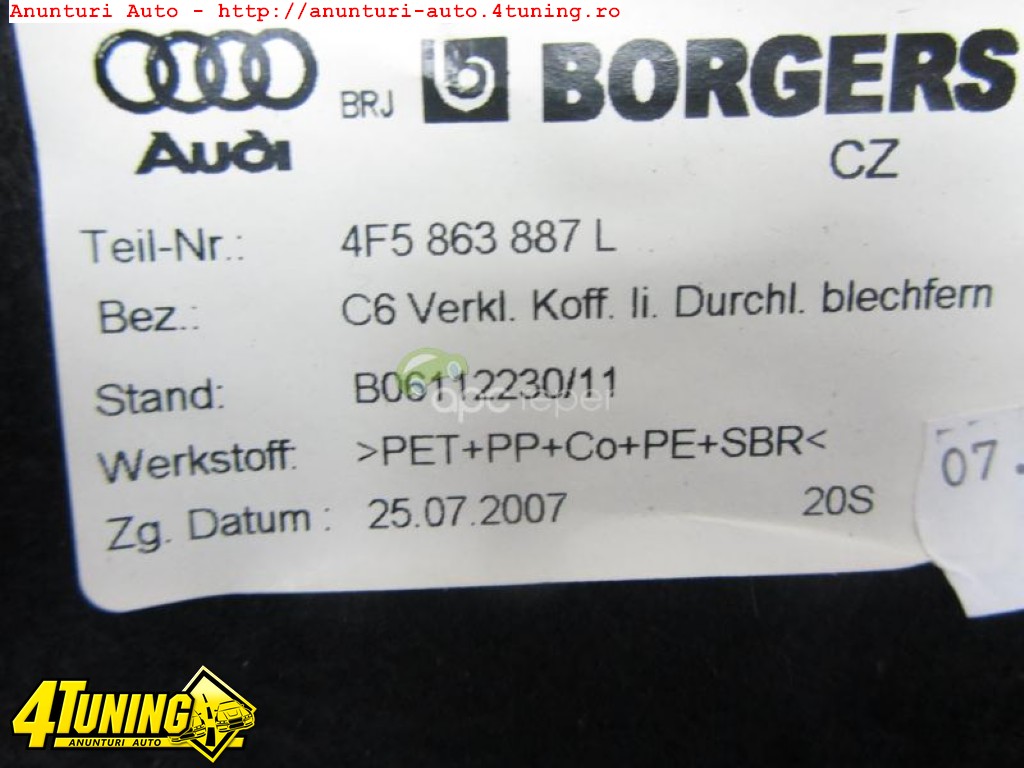 Anunturi Auto - http://anunturi-auto.4tuning.ro
BRJ BORGERS
Audi
CZ
Teil-Nr.: 4F5 863 887 L
Bez.: C6 Verkl. Koff. li. Durchl. blechfern
Stand: B06112230/11
apreper
Werkstoff: >PET+PP+Co+PE+SBR<
07.
Zg. Datum : 25.07.2007 20S
4TUNING
ANUNTURI AUTO